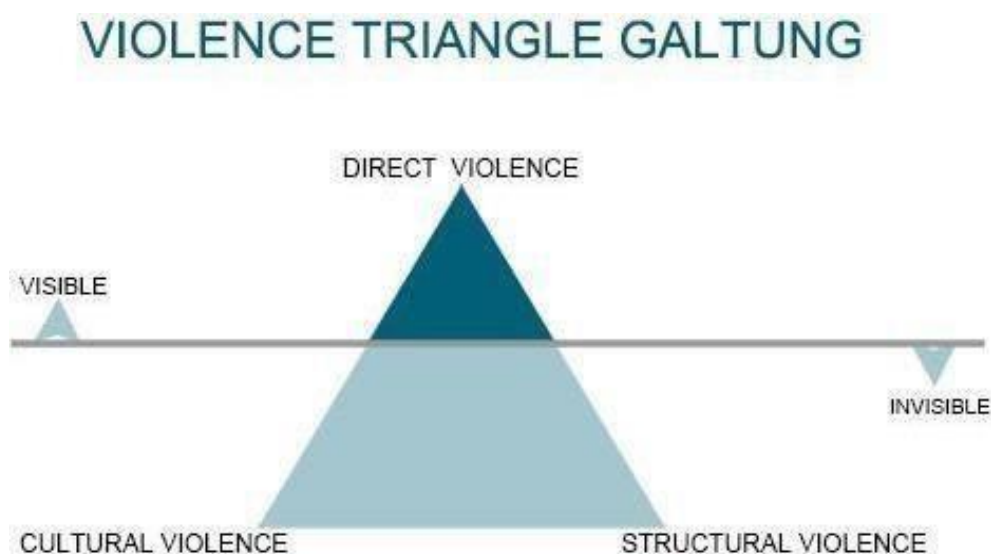 VIOLENCE TRIANGLE GALTUNG
DIRECT VIOLENCE
VISIBLE
INVISIBLE
CULTURAL VIOLENCE
STRUCTURAL VIOLENCE